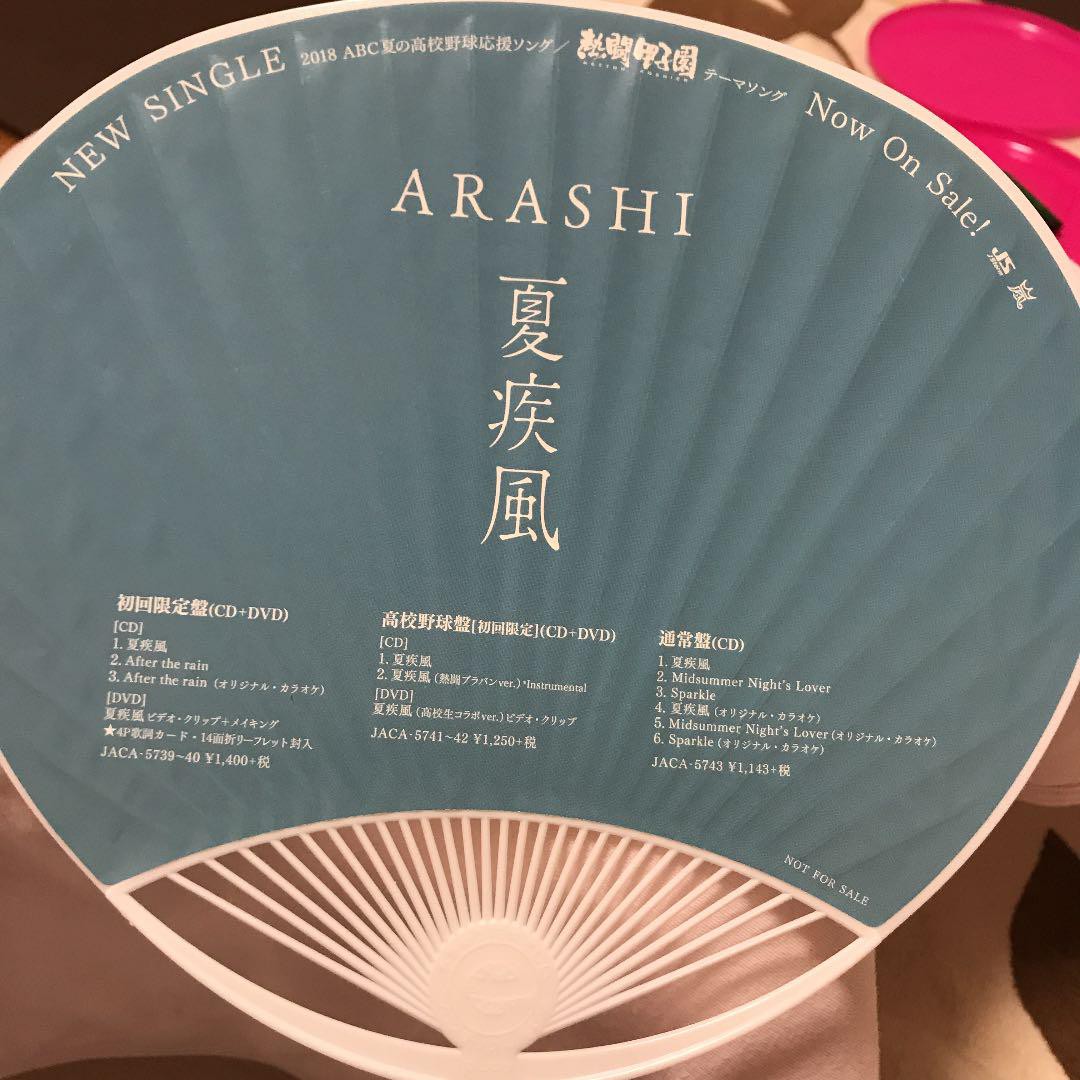 NEW SINGLE 2018 ABC夏の高校野球応援ソング／熱闘甲子園テーマソング Now On Sale! JS JStorm 嵐
ARASHI
夏疾風
初回限定盤(CD+DVD)
[CD]
1. 夏疾風
2. After the rain
3. After the rain（オリジナル・カラオケ）
[DVD]
夏疾風 ビデオ・クリップ＋メイキング
★4P歌詞カード・14面折リーフレット封入
JACA-5739~40 ¥1,400+税
高校野球盤[初回限定](CD+DVD)
[CD]
1. 夏疾風
2. 夏疾風（熱闘ブラバンver.）*Instrumental
[DVD]
夏疾風（高校生コラボver.）ビデオ・クリップ
JACA-5741~42 ¥1,250+税
通常盤(CD)
1. 夏疾風
2. Midsummer Night's Lover
3. Sparkle
4. 夏疾風（オリジナル・カラオケ）
5. Midsummer Night's Lover（オリジナル・カラオケ）
6. Sparkle（オリジナル・カラオケ）
JACA-5743 ¥1,143+税
NOT FOR SALE